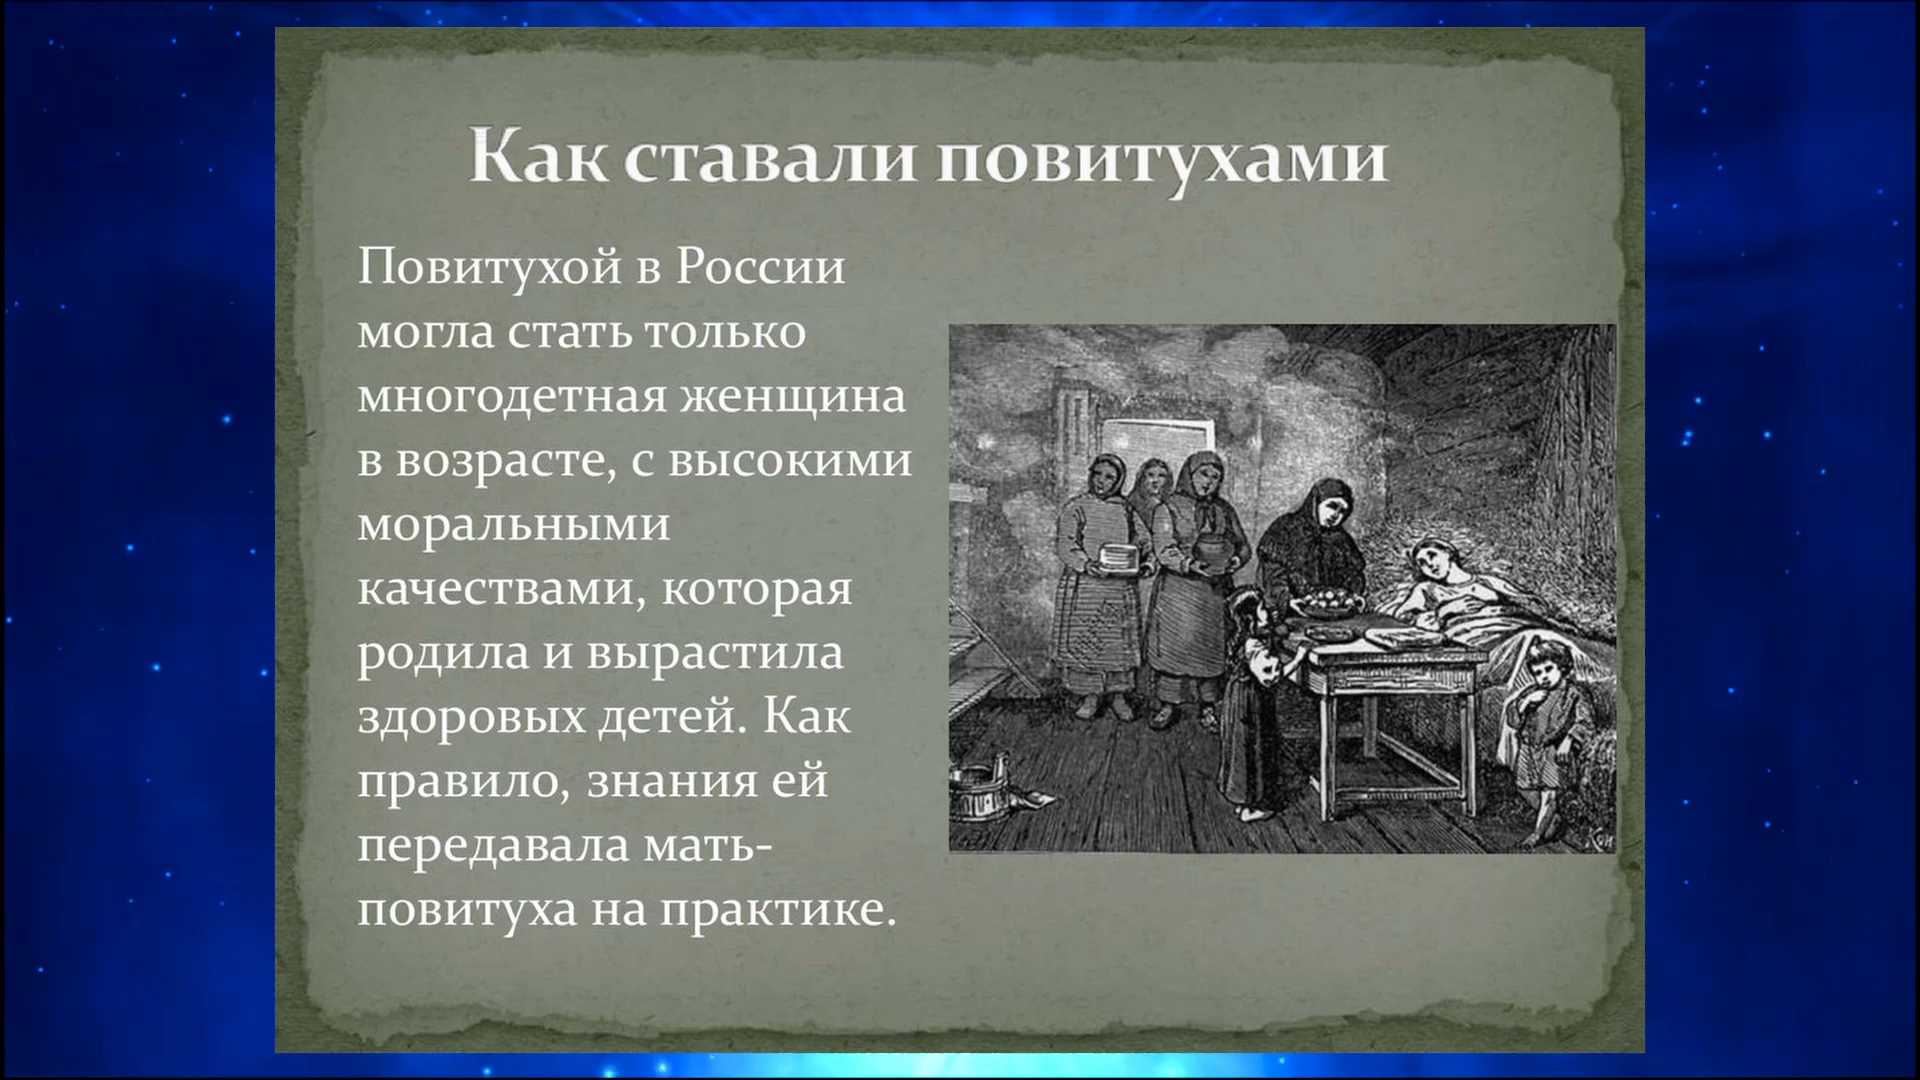 Как ставали повитухами
Повитухой в России
могла стать только
многодетная женщина
в возрасте, с высокими
моральными
качествами, которая
родила и вырастила
здоровых детей. Как
правило, знания ей
передавала мать-
повитуха на практике.